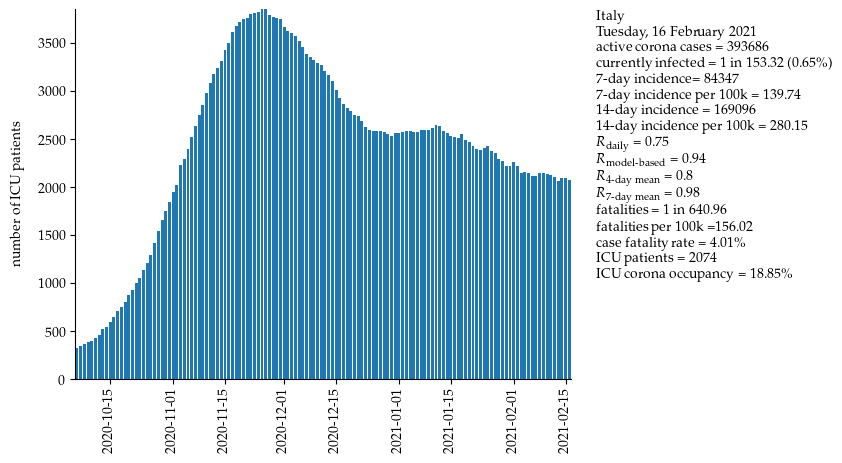 Italy
Tuesday, 16 February 2021
active corona cases = 393686
currently infected = 1 in 153.32 (0.65%)
7-day incidence= 84347
7-day incidence per 100k = 139.74
14-day incidence = 169096
14-day incidence per 100k = 280.15
R daily = 0.75
R model-based = 0.94
R 4-day mean = 0.8
R 7-day mean = 0.98
fatalities = 1 in 640.96
fatalities per 100k =156.02
case fatality rate = 4.01%
ICU patients = 2074
ICU corona occupancy = 18.85%
number of ICU patients
3500
3000
2500
2000
1500
1000
500
0
2020-10-15
2020-11-01
2020-11-15
2020-12-01
2020-12-15
2021-01-01
2021-01-15
2021-02-01
2021-02-15